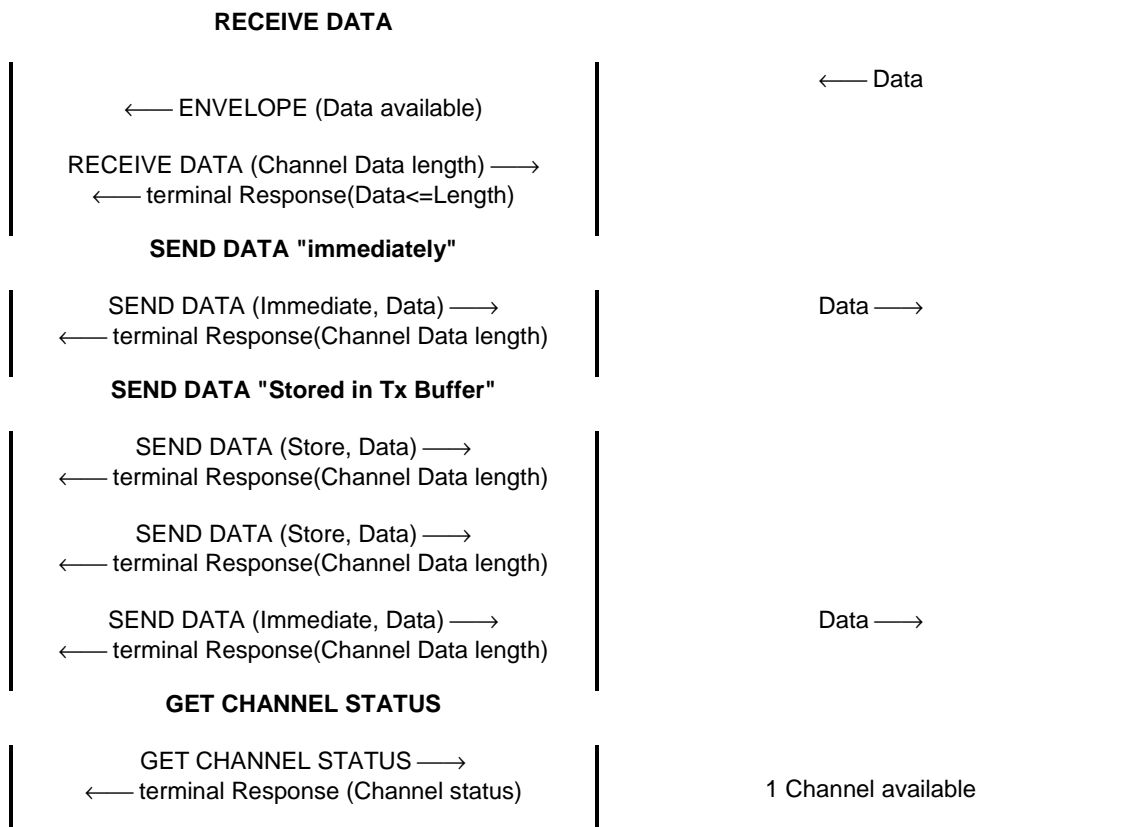 RECEIVE DATA
⟵ Data
⟵ ENVELOPE (Data available)
RECEIVE DATA (Channel Data length) ⟶
⟵ terminal Response(Data<=Length)
SEND DATA "immediately"
SEND DATA (Immediate, Data) ⟶ Data ⟶
⟵ terminal Response(Channel Data length)
SEND DATA "Stored in Tx Buffer"
SEND DATA (Store, Data) ⟶
⟵ terminal Response(Channel Data length)
SEND DATA (Store, Data) ⟶
⟵ terminal Response(Channel Data length)
SEND DATA (Immediate, Data) ⟶ Data ⟶
⟵ terminal Response(Channel Data length)
GET CHANNEL STATUS
GET CHANNEL STATUS ⟶
⟵ terminal Response (Channel status) 1 Channel available